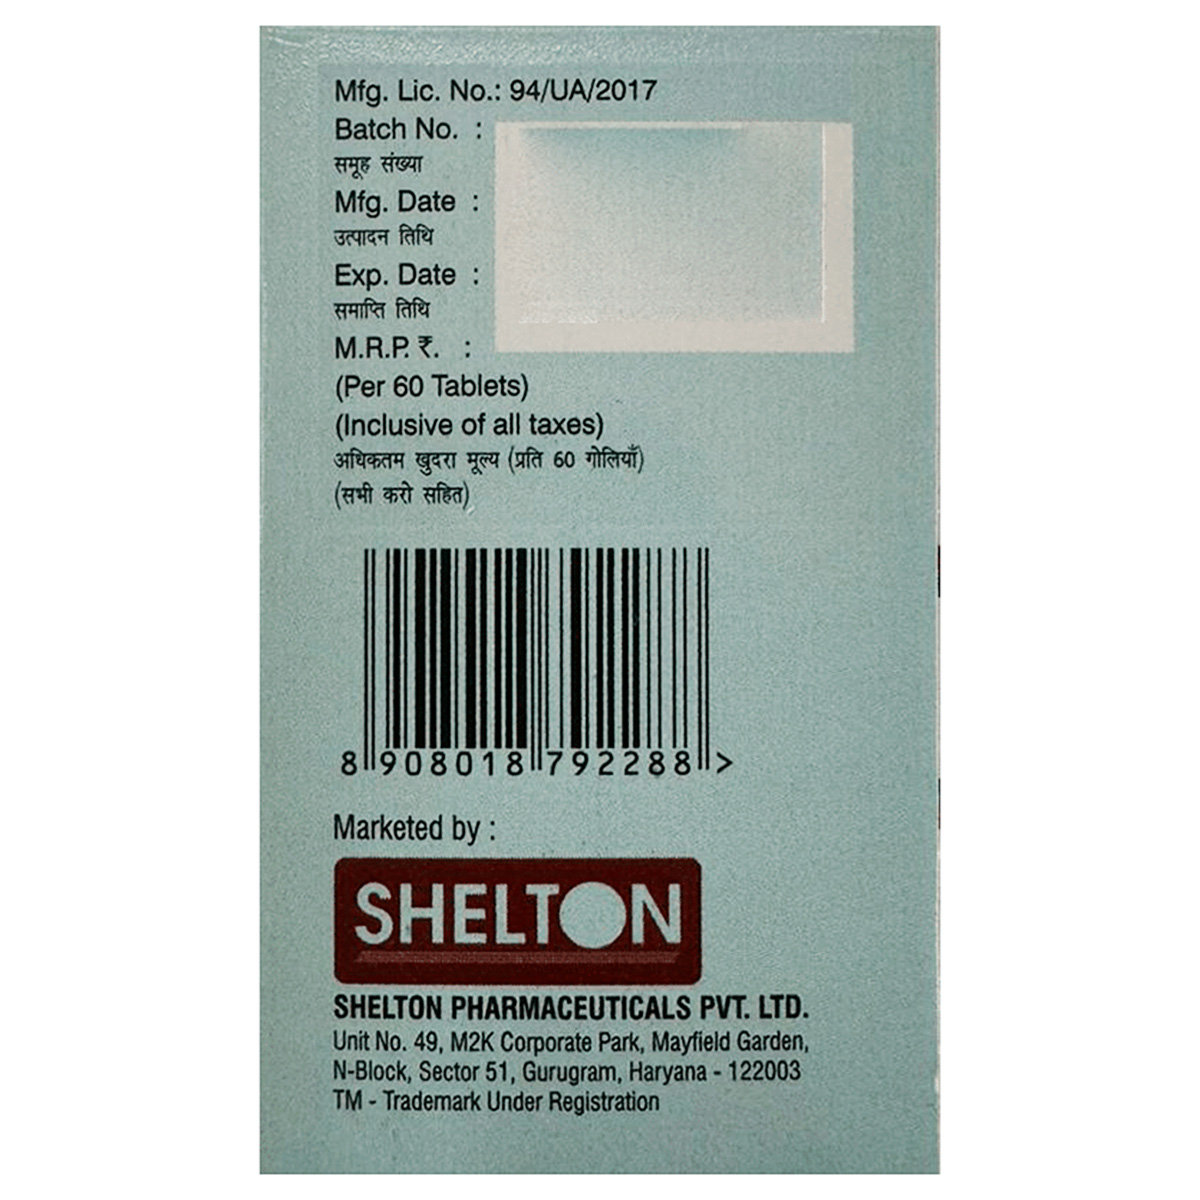 Mfg. Lic. No.: 94/UA/2017
Batch No. :
समूह संख्या
Mfg. Date :
उत्पादन तिथि
Exp. Date :
समाप्ति तिथि
M.R.P. ₹. :
(Per 60 Tablets)
(Inclusive of all taxes)
अधिकतम खुदरा मूल्य (प्रति 60 गोलियाँ)
(सभी करो सहित)
8 908018 792288 >
Marketed by :
SHELTON
SHELTON PHARMACEUTICALS PVT. LTD.
Unit No. 49, M2K Corporate Park, Mayfield Garden,
N-Block, Sector 51, Gurugram, Haryana - 122003
TM - Trademark Under Registration